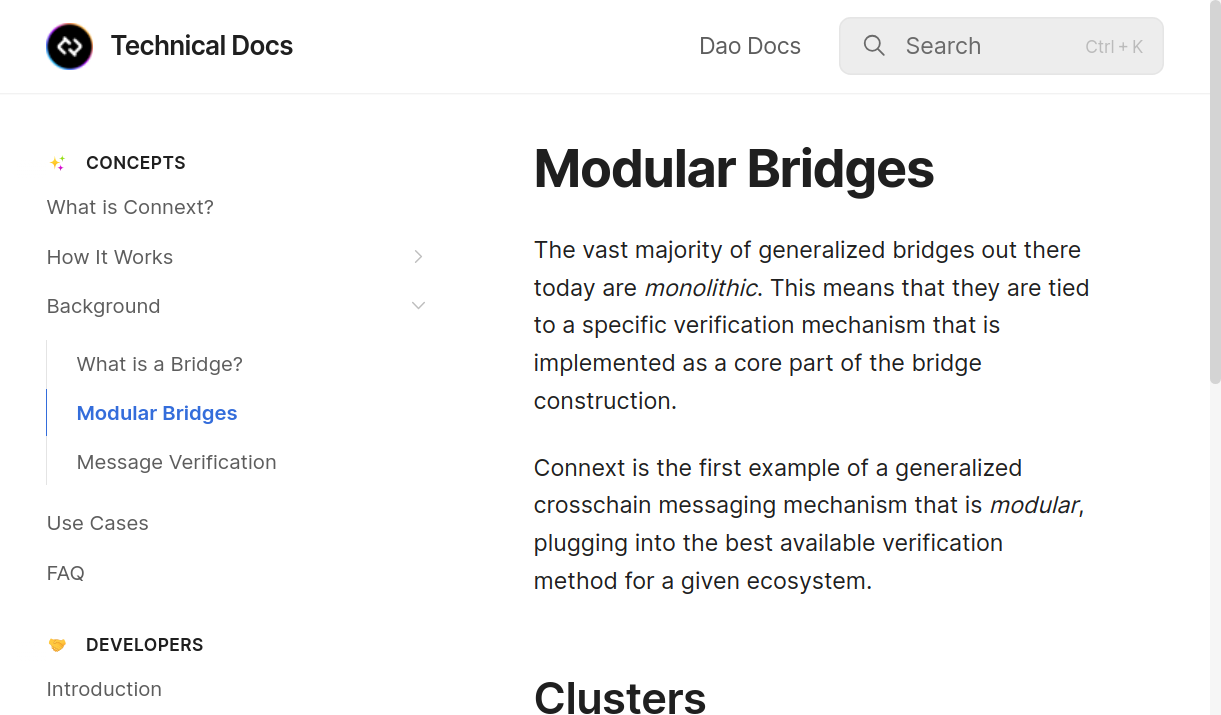 Technical Docs
Dao Docs
Search
Ctrl + K
CONCEPTS
What is Connext?
How It Works
Background
What is a Bridge?
Modular Bridges
Message Verification
Use Cases
FAQ
DEVELOPERS
Introduction
Modular Bridges
The vast majority of generalized bridges out there
today are monolithic. This means that they are tied
to a specific verification mechanism that is
implemented as a core part of the bridge
construction.
Connext is the first example of a generalized
crosschain messaging mechanism that is modular,
plugging into the best available verification
method for a given ecosystem.
Clusters